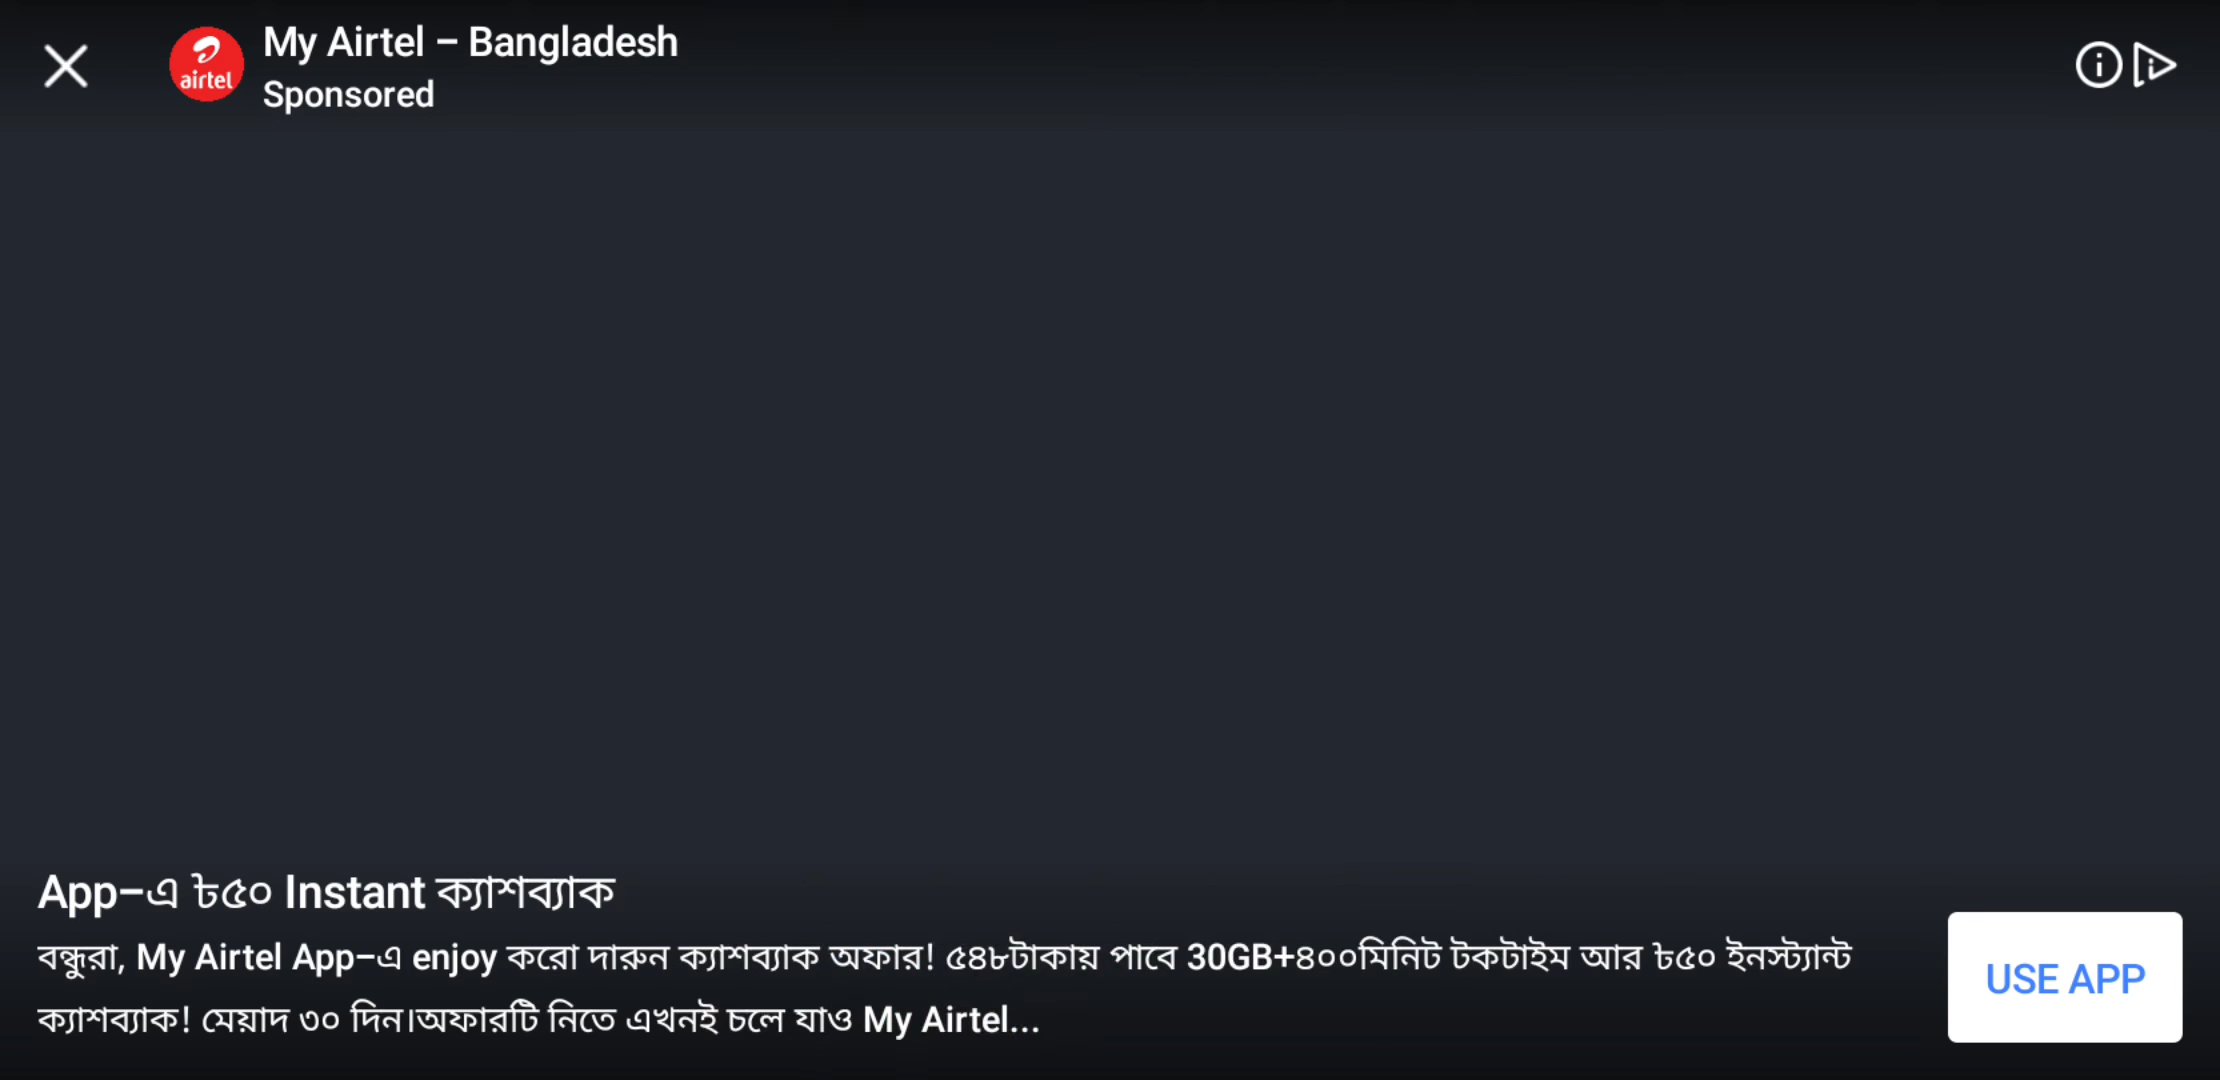 My Airtel – Bangladesh
airtel
Sponsored
App–এ ৳৫০ Instant ক্যাশব্যাক
বন্ধুরা, My Airtel App–এ enjoy করো দারুন ক্যাশব্যাক অফার! ৫৪৮টাকায় পাবে 30GB+৪০০মিনিট টকটাইম আর ৳৫০ ইনস্ট্যান্ট
ক্যাশব্যাক! মেয়াদ ৩০ দিন।অফারটি নিতে এখনই চলে যাও My Airtel...
USE APP